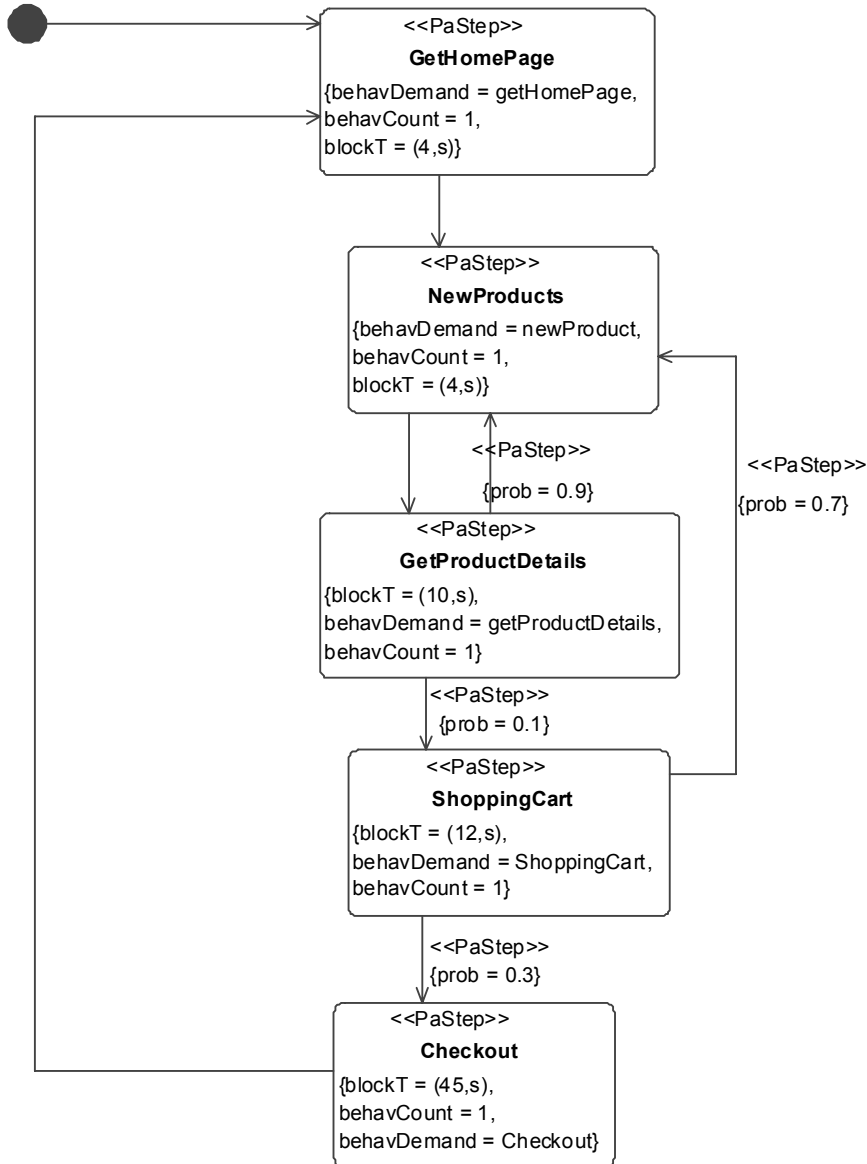 <<PaStep>>
GetHomePage
{behavDemand = getHomePage,
behavCount = 1,
blockT = (4,s)}
<<PaStep>>
NewProducts
{behavDemand = newProduct,
behavCount = 1,
blockT = (4,s)}
<<PaStep>>
{prob = 0.9}
<<PaStep>>
{prob = 0.7}
<<PaStep>>
GetProductDetails
{blockT = (10,s),
behavDemand = getProductDetails,
behavCount = 1}
<<PaStep>>
{prob = 0.1}
<<PaStep>>
ShoppingCart
{blockT = (12,s),
behavDemand = ShoppingCart,
behavCount = 1}
<<PaStep>>
{prob = 0.3}
<<PaStep>>
Checkout
{blockT = (45,s),
behavCount = 1,
behavDemand = Checkout}